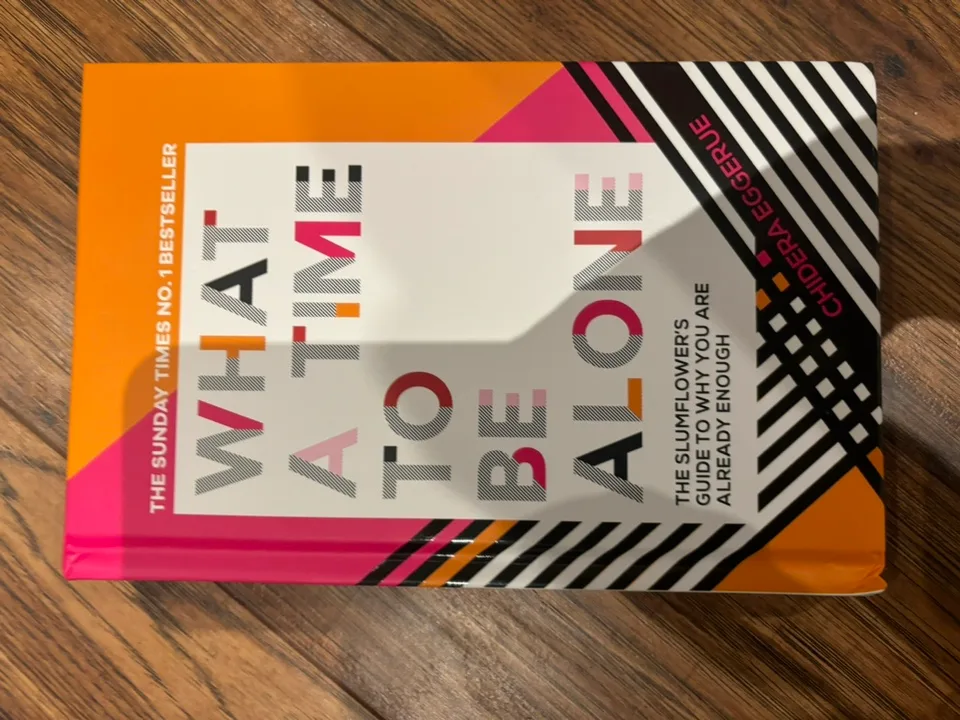 THE SUNDAY TIMES NO. 1 BESTSELLER
WHAT
A TIME
TO
BE
ALONE
THE SLUMFLOWER'S
GUIDE TO WHY YOU ARE
ALREADY ENOUGH
CHIDERA EGGERUE